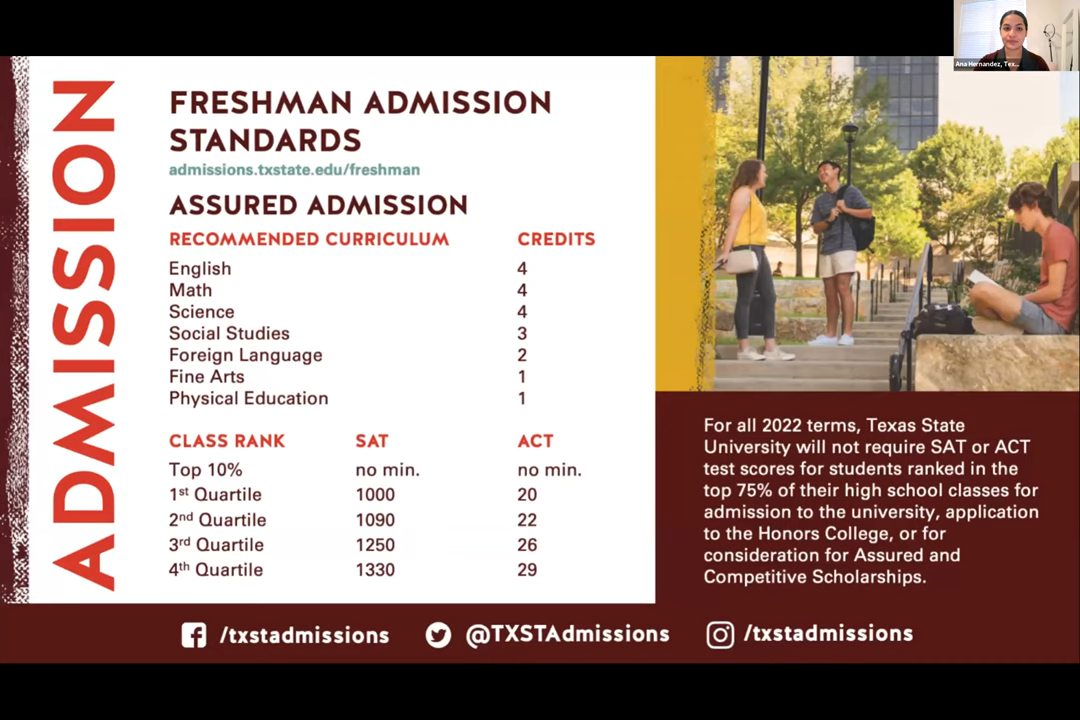 Ana Hernandez, Tex...
ADMISSION
FRESHMAN ADMISSION
STANDARDS
admissions.txstate.edu/freshman
ASSURED ADMISSION
RECOMMENDED CURRICULUM CREDITS
English 4
Math 4
Science 4
Social Studies 3
Foreign Language 2
Fine Arts 1
Physical Education 1
CLASS RANK SAT ACT
Top 10% no min. no min.
1st Quartile 1000 20
2nd Quartile 1090 22
3rd Quartile 1250 26
4th Quartile 1330 29
For all 2022 terms, Texas State
University will not require SAT or ACT
test scores for students ranked in the
top 75% of their high school classes for
admission to the university, application
to the Honors College, or for
consideration for Assured and
Competitive Scholarships.
/txstadmissions @TXSTAdmissions /txstadmissions